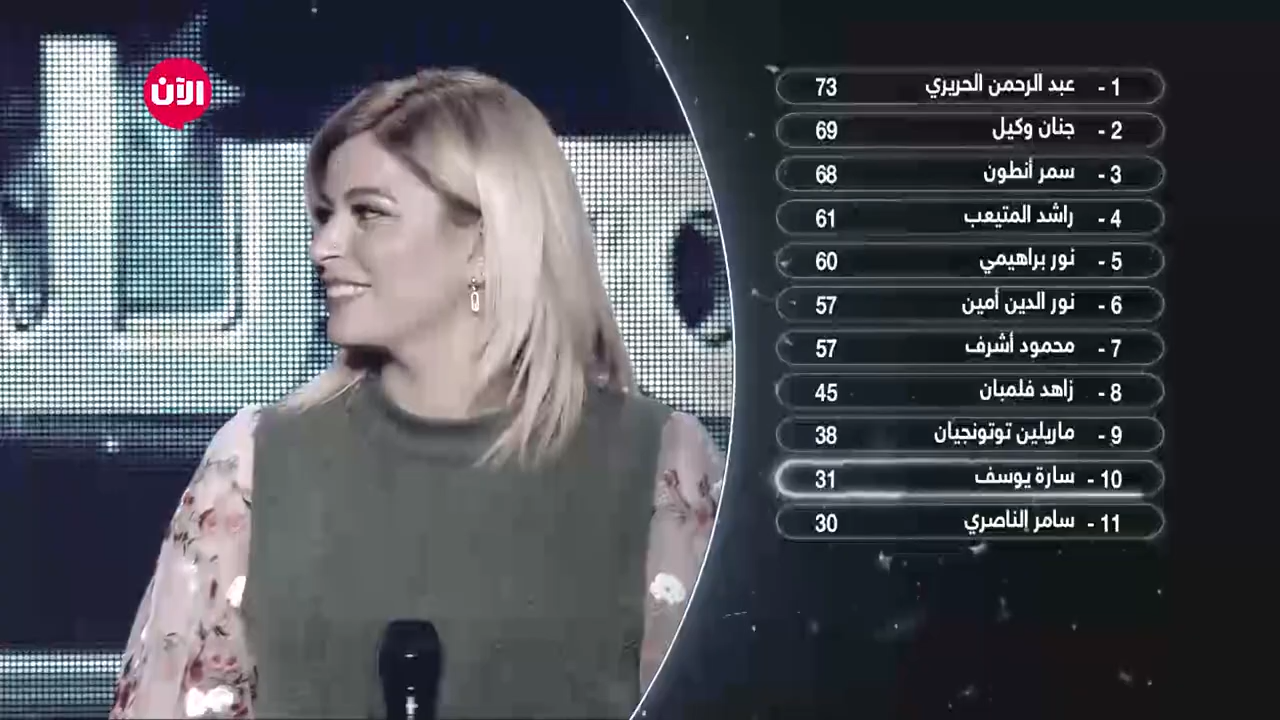 الآن
1 - عبد الرحمن الحريري 73
2 - جنان وكيل 69
3 - سمر أنطون 68
4 - راشد المتيعب 61
5 - نور براهيمي 60
6 - نور الدين أمين 57
7 - محمود أشرف 57
8 - زاهد فلمبان 45
9 - ماريلين توتونجيان 38
10 - سارة يوسف 31
11 - سامر الناصري 30